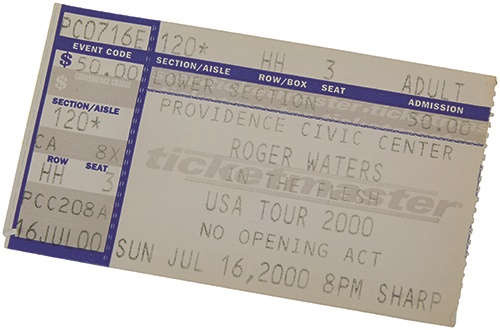 PC0716E
EVENT CODE
$ 50.00
SECTION/AISLE
120*
CA 8X
ROW SEAT
HH 3
PCC208A
16JUL00
120* HH 3 ADULT
SECTION/AISLE ROW/BOX SEAT ADMISSION
LOWER SECTION 50.00
PROVIDENCE CIVIC CENTER
ROGER WATERS
ticketmaster
IN THE FLESH
USA TOUR 2000
NO OPENING ACT
SUN JUL 16,2000 8PM SHARP